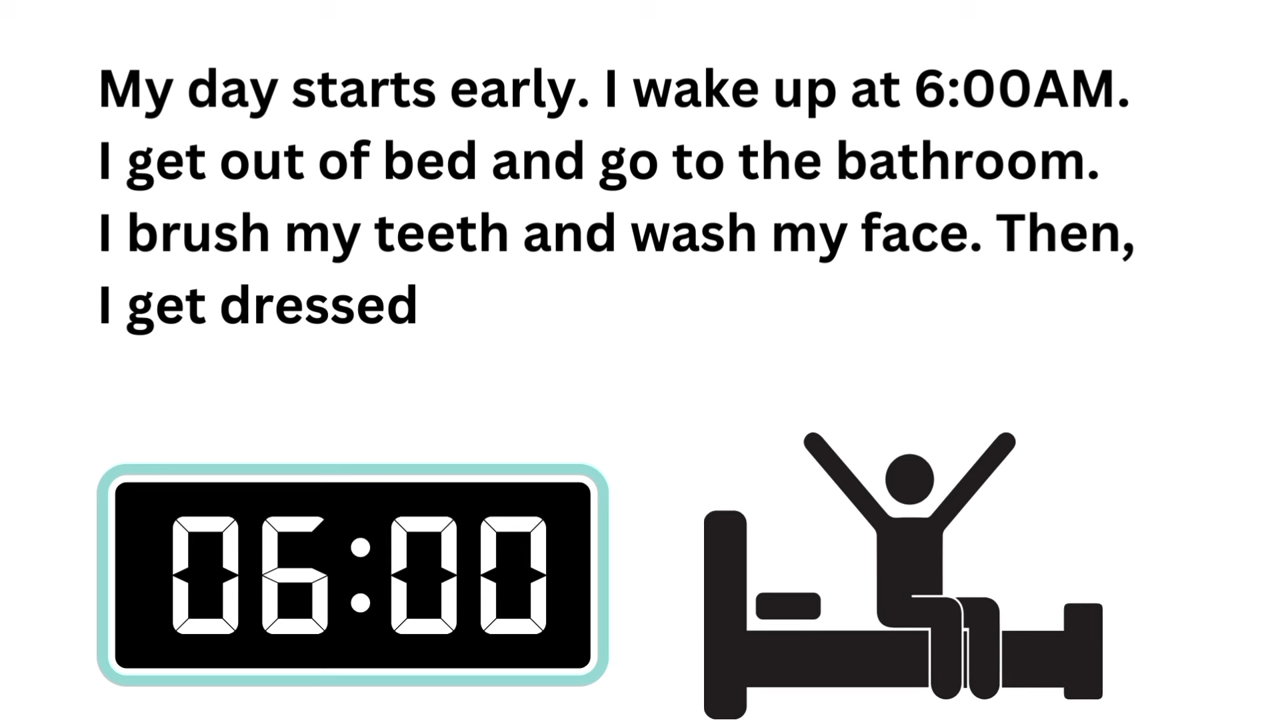 My day starts early. I wake up at 6:00AM.
I get out of bed and go to the bathroom.
I brush my teeth and wash my face. Then,
I get dressed
06:00